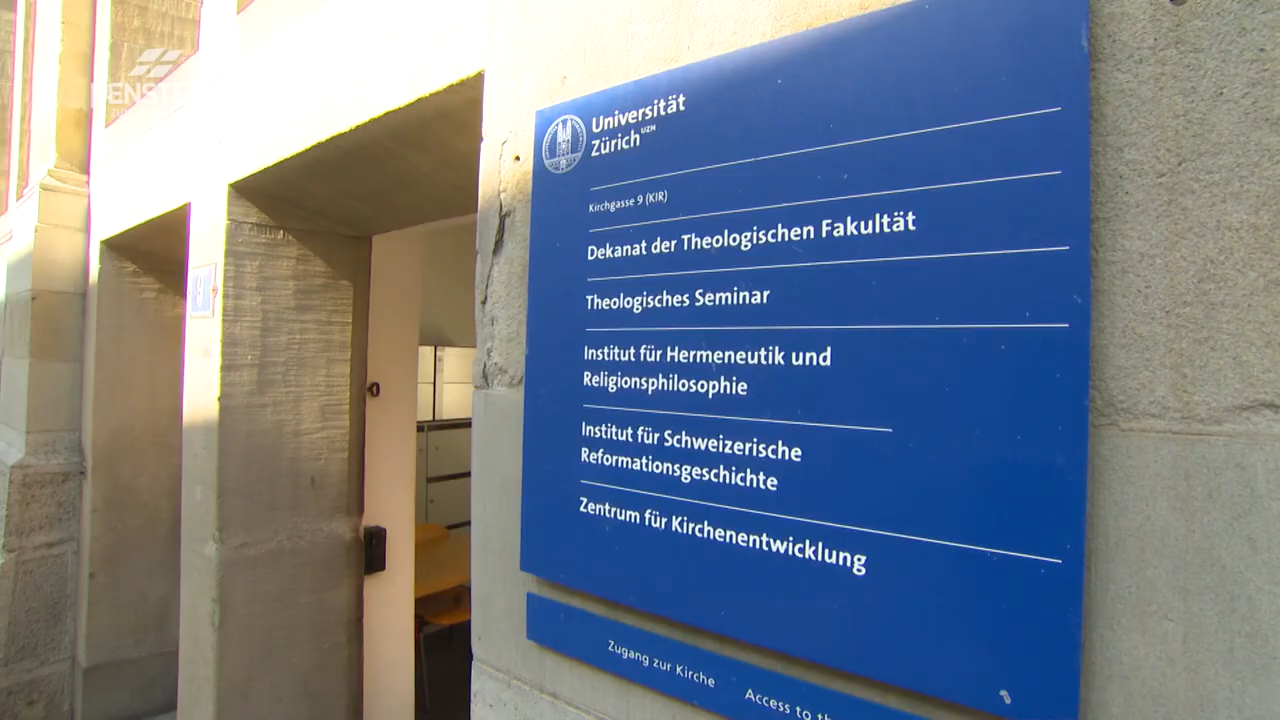 Universität
Zürich UZH
Kirchgasse 9 (KIR)
Dekanat der Theologischen Fakultät
Theologisches Seminar
Institut für Hermeneutik und
Religionsphilosophie
Institut für Schweizerische
Reformationsgeschichte
Zentrum für Kirchenentwicklung
Zugang zur Kirche Access to
9